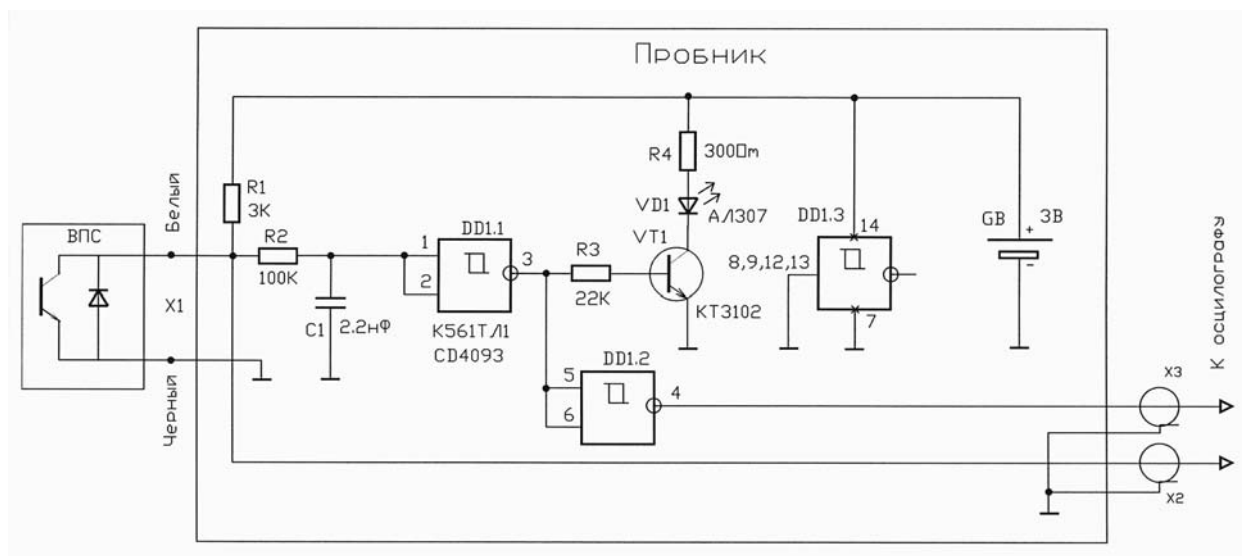 Пробник
Белый
R1
3К
ВПС
R2
100К
X1
Черный
C1
2.2нФ
DD1.1
1
2
3
К561ТЛ1
CD4093
R3
22К
R4
300Ом
VD1
АЛ307
VT1
КТ3102
DD1.2
5
6
4
DD1.3
14
8,9,12,13
7
GB
3В
+
-
К осцилографу
X3
X2